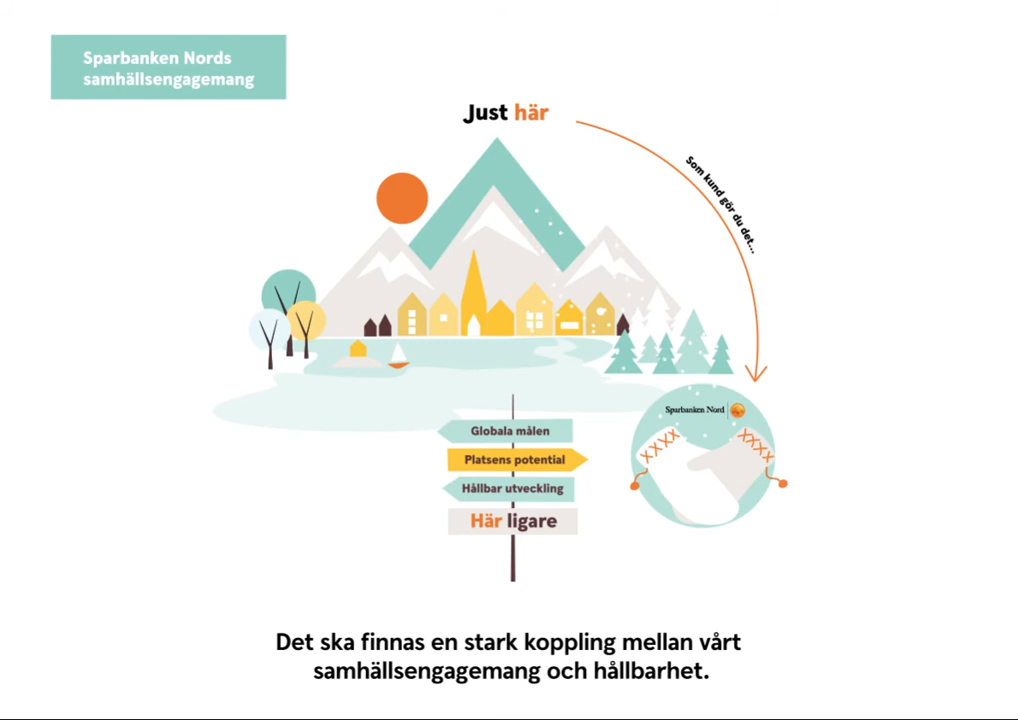 Sparbanken Nords
samhällsengagemang
Just här
Som kund gör du det...
Sparbanken Nord
Globala målen
Platsens potential
Hållbar utveckling
Här ligare
Det ska finnas en stark koppling mellan vårt
samhällsengagemang och hållbarhet.